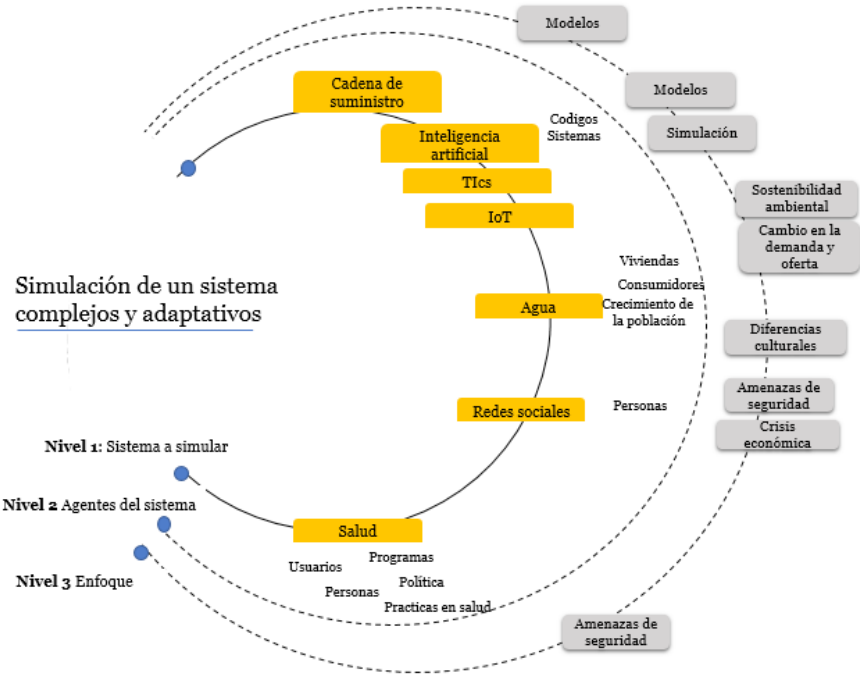 Modelos
Cadena de
suministro
Modelos
Codigos
Sistemas
Simulación
Inteligencia
artificial
TIcs
IoT
Sostenibilidad
ambiental
Cambio en la
demanda y
oferta
Viviendas
Consumidores
Simulación de un sistema
complejos y adaptativos
Agua
Crecimiento de
la población
Diferencias
culturales
Amenazas de
seguridad
Redes sociales
Personas
Crisis
económica
Nivel 1: Sistema a simular
Nivel 2 Agentes del sistema
Salud
Programas
Usuarios
Política
Nivel 3 Enfoque
Personas
Practicas en salud
Amenazas de
seguridad